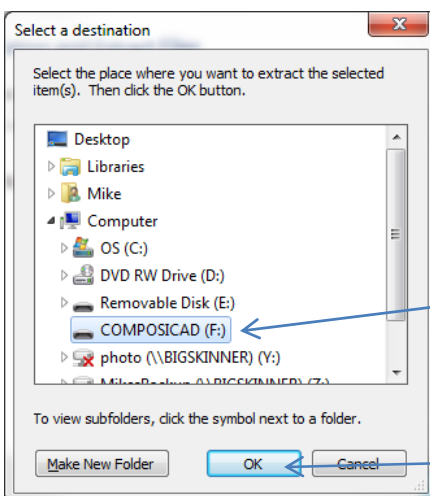 Select a destination
Select the place where you want to extract the selected
item(s). Then click the OK button.
Desktop
Libraries
Mike
Computer
OS (C:)
DVD RW Drive (D:)
Removable Disk (E:)
COMPOSICAD (F:)
photo (\\BIGSKINNER) (Y:)
MikesBackup (\\BIGSKINNER) (Z:)
To view subfolders, click the symbol next to a folder.
Make New Folder OK Cancel